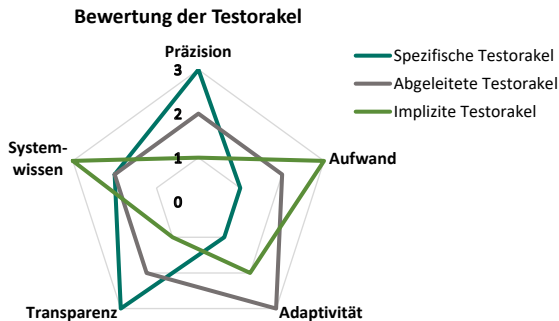 Bewertung der Testorakel
Präzision
3
2
1
0
Spezifische Testorakel
Abgeleitete Testorakel
Implizite Testorakel
System-
wissen
Aufwand
Transparenz
Adaptivität